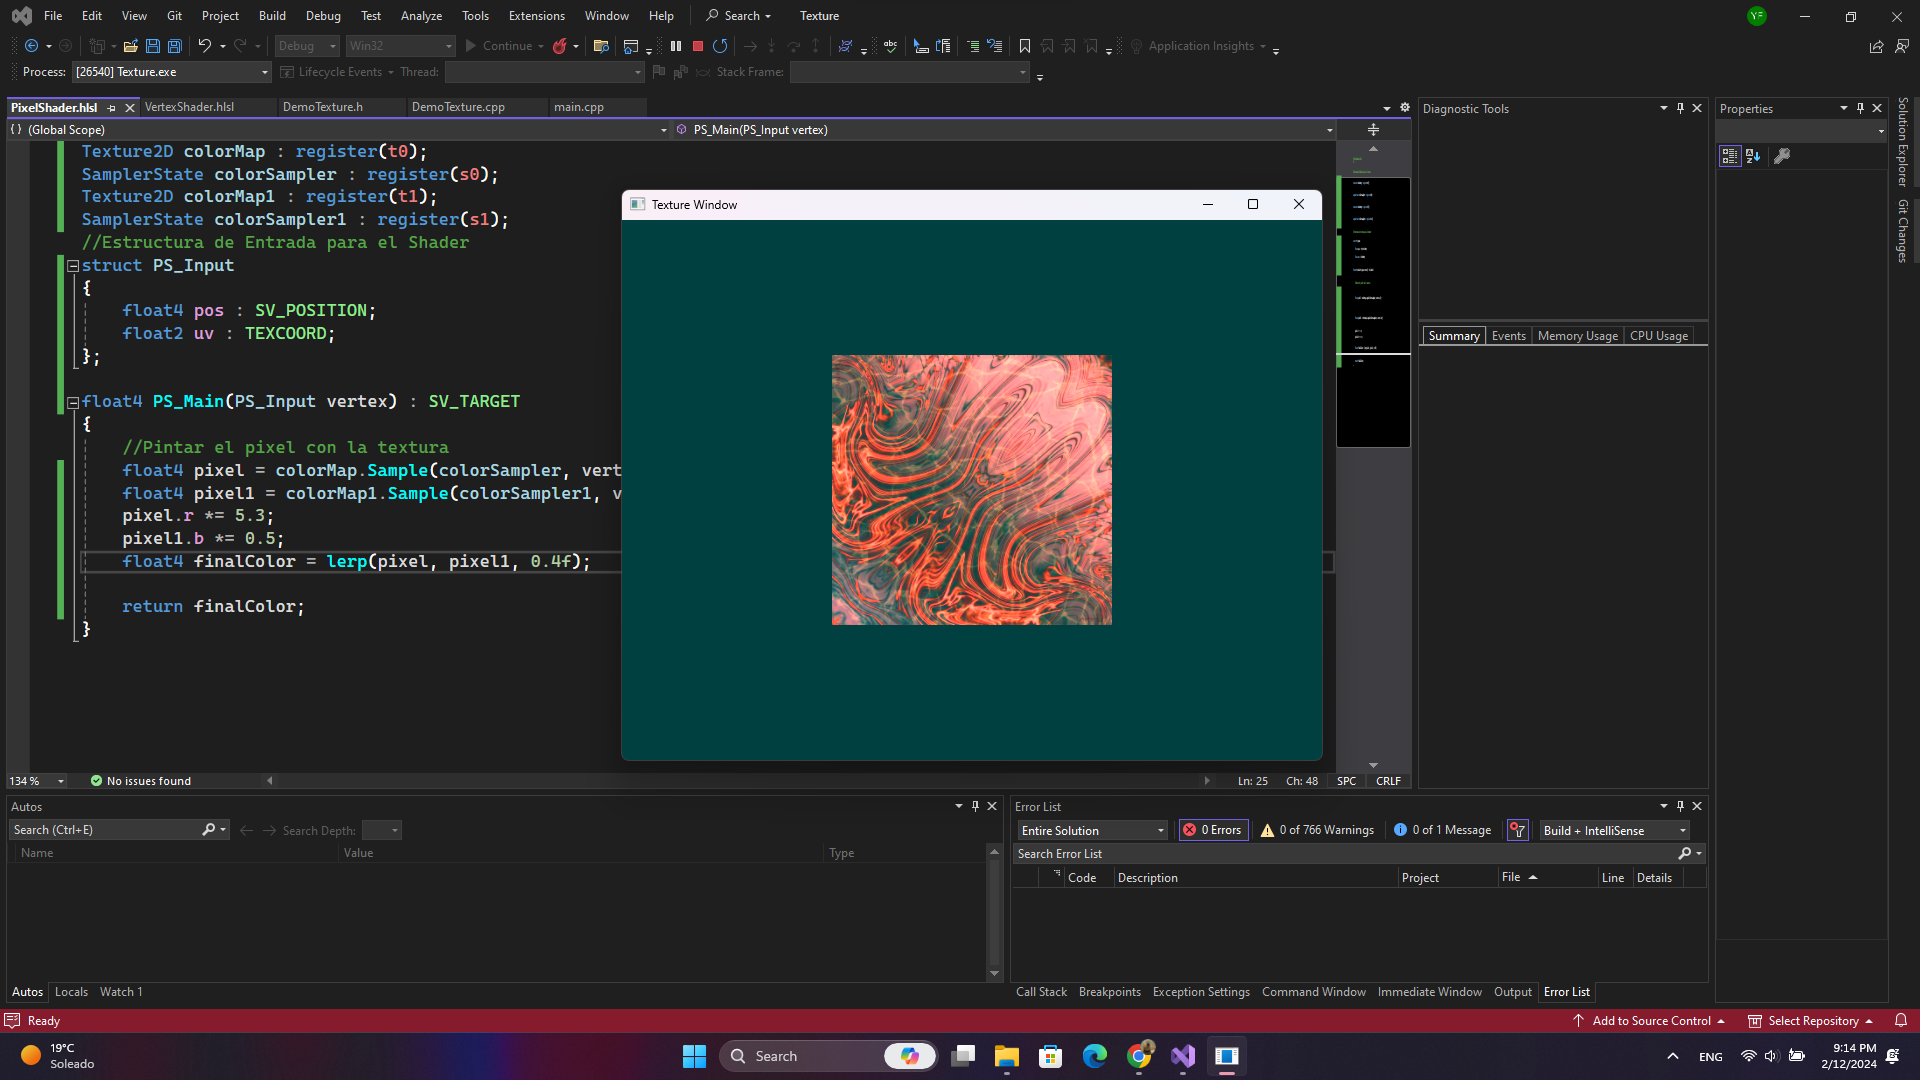 File Edit View Git Project Build Debug Test Analyze Tools Extensions Window Help Search Texture YF
Debug Win32 Continue Application Insights
Process: [26540] Texture.exe Lifecycle Events Thread: Stack Frame:
PixelShader.hlsl VertexShader.hlsl DemoTexture.h DemoTexture.cpp main.cpp
{ } (Global Scope) PS_Main(PS_Input vertex)
Texture2D colorMap : register(t0);
SamplerState colorSampler : register(s0);
Texture2D colorMap1 : register(t1);
SamplerState colorSampler1 : register(s1);
//Estructura de Entrada para el Shader
struct PS_Input
{
float4 pos : SV_POSITION;
float2 uv : TEXCOORD;
};
float4 PS_Main(PS_Input vertex) : SV_TARGET
{
//Pintar el pixel con la textura
float4 pixel = colorMap.Sample(colorSampler, vert
float4 pixel1 = colorMap1.Sample(colorSampler1, v
pixel.r *= 5.3;
pixel1.b *= 0.5;
float4 finalColor = lerp(pixel, pixel1, 0.4f);
return finalColor;
}
Texture Window
134 % No issues found Ln: 25 Ch: 48 SPC CRLF
Diagnostic Tools
Summary Events Memory Usage CPU Usage
Properties
Solution Explorer
Git Changes
Autos
Search (Ctrl+E) Search Depth:
Name Value Type
Autos Locals Watch 1
Error List
Entire Solution 0 Errors 0 of 766 Warnings 0 of 1 Message Build + IntelliSense
Search Error List
Code Description Project File Line Details
Call Stack Breakpoints Exception Settings Command Window Immediate Window Output Error List
Ready Add to Source Control Select Repository
19°C
Soleado
Search
ENG
9:14 PM
2/12/2024